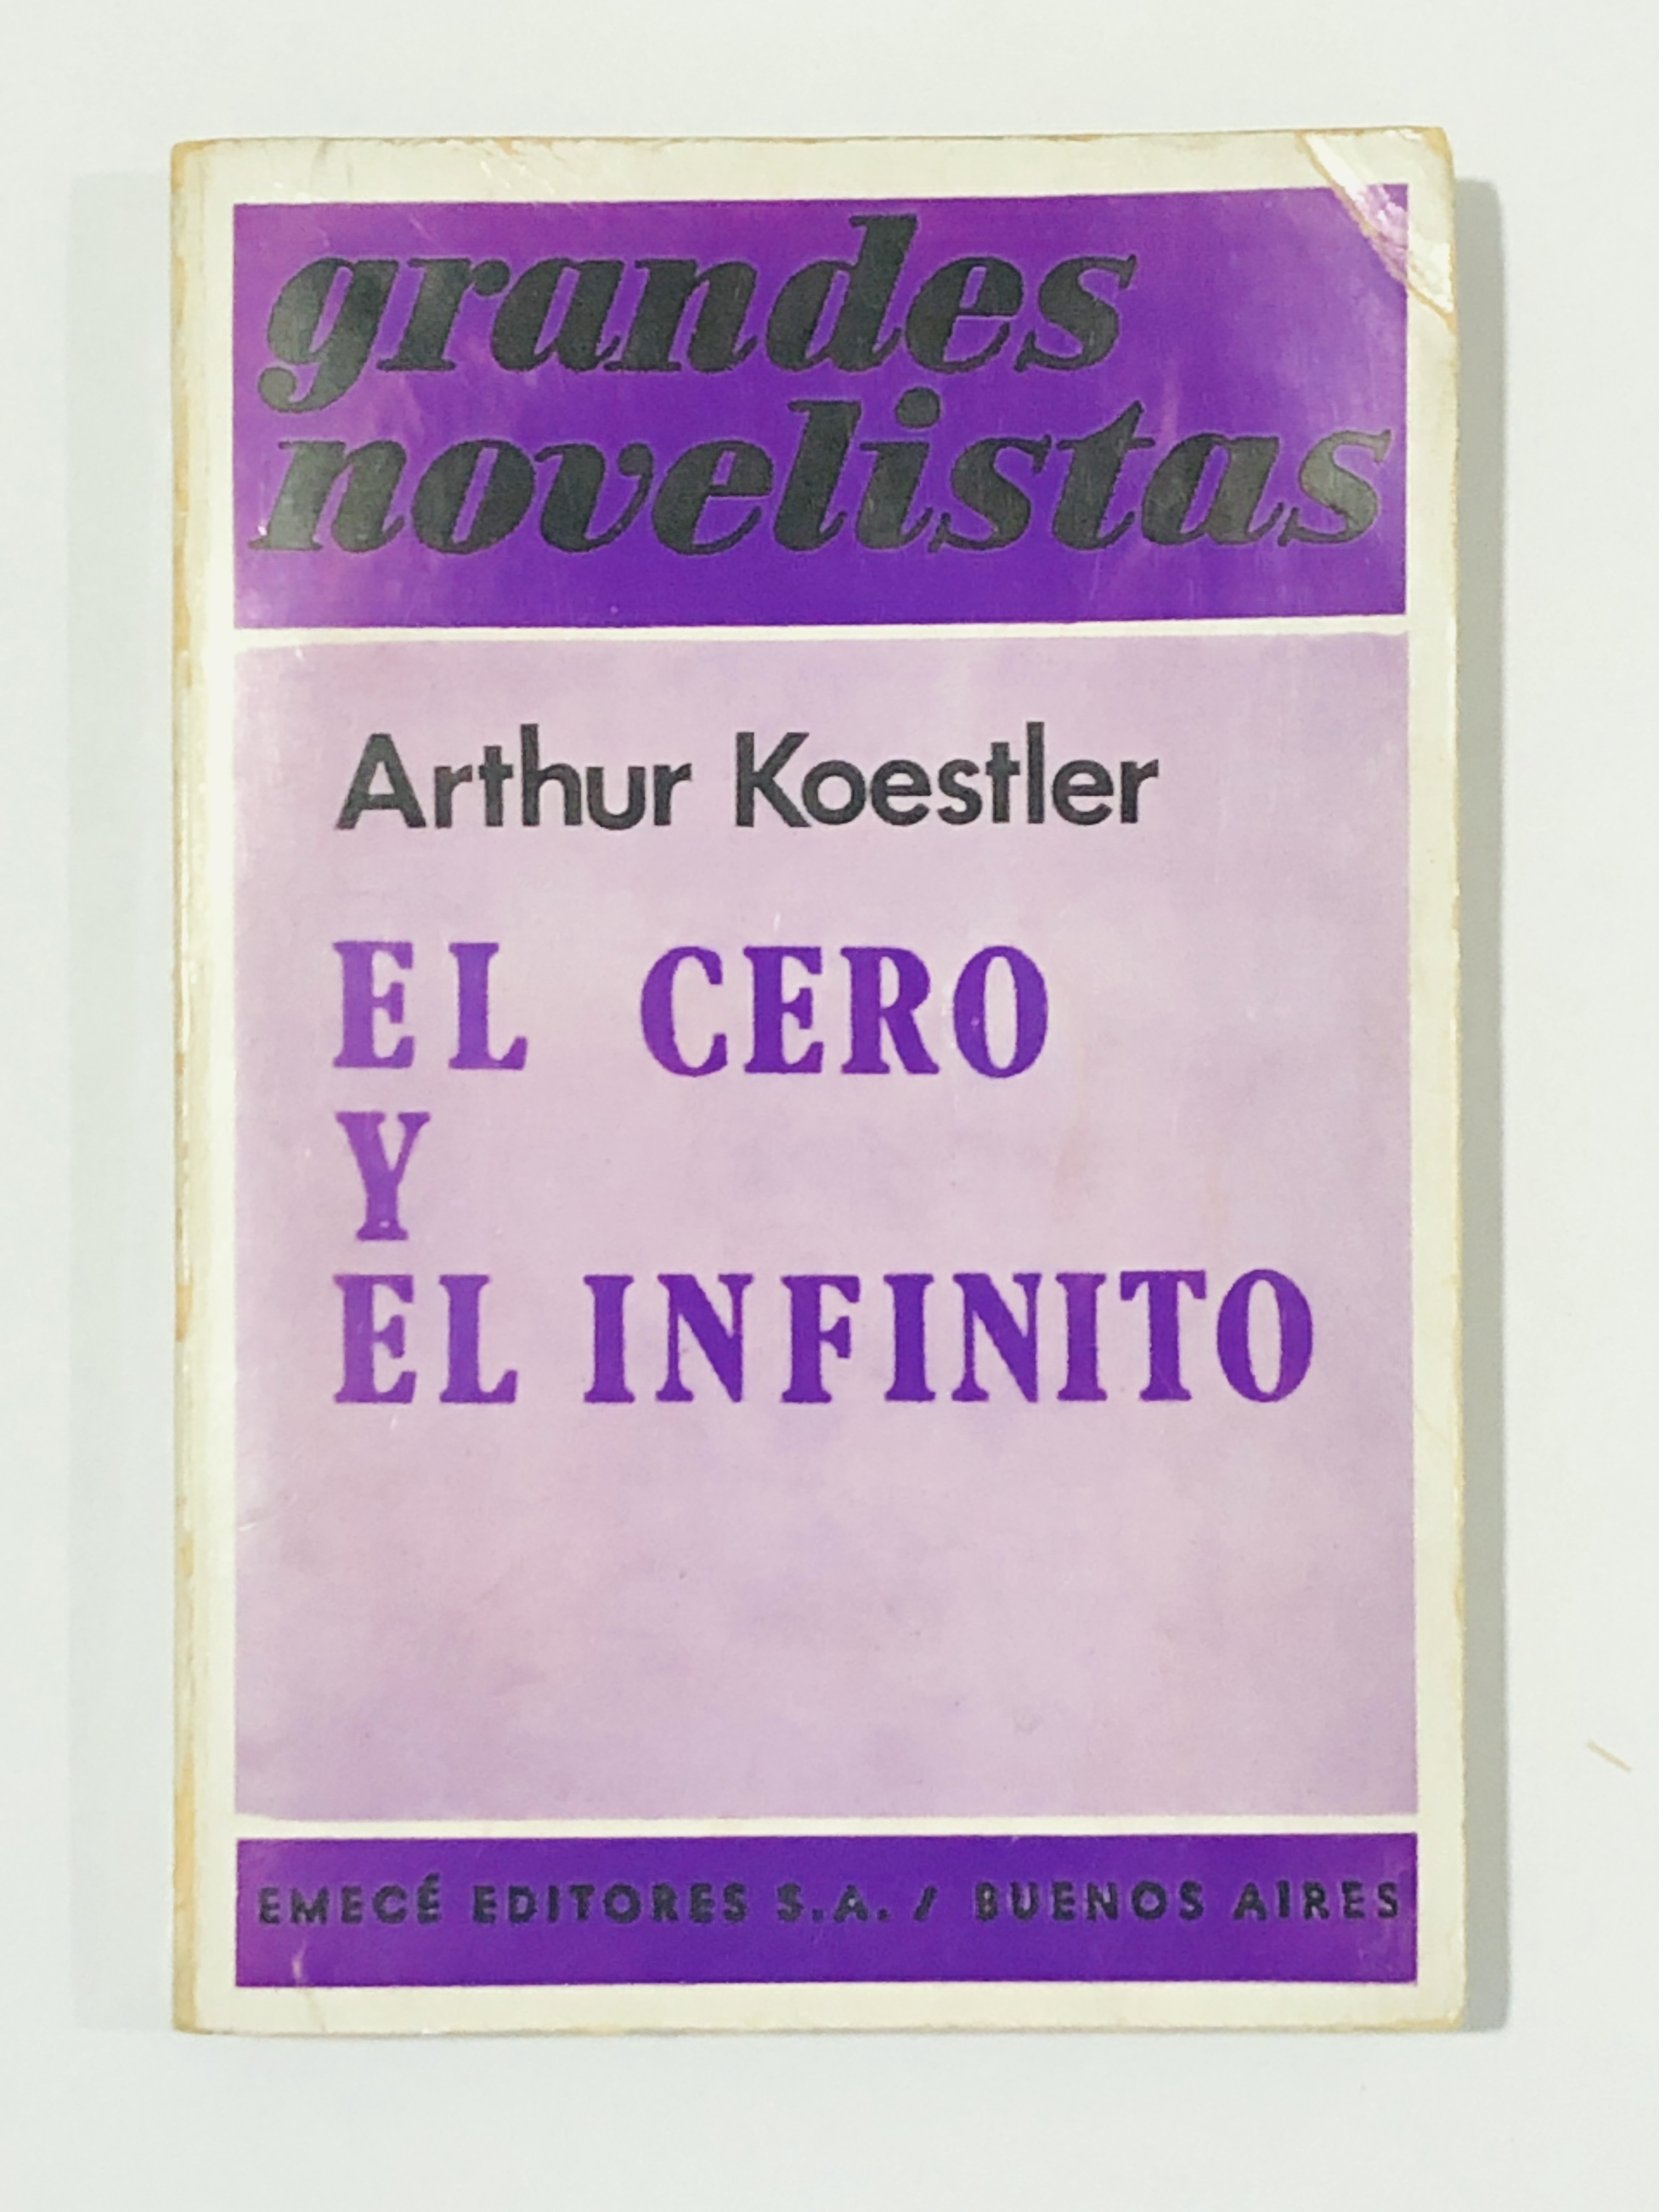 grandes
novelistas
Arthur Koestler
EL CERO
Y
EL INFINITO
EMECÉ EDITORES S.A. / BUENOS AIRES